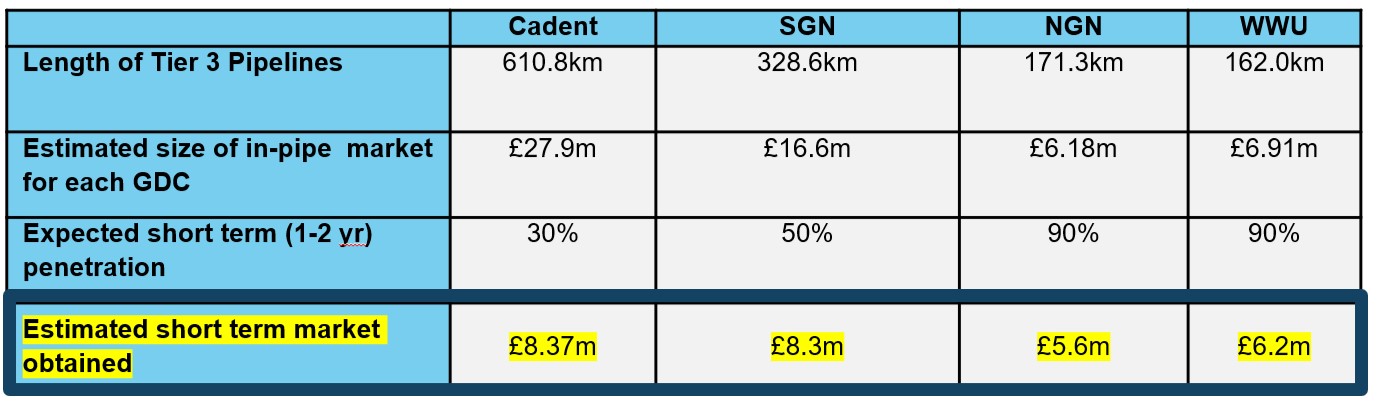 Cadent SGN NGN WWU
Length of Tier 3 Pipelines 610.8km 328.6km 171.3km 162.0km
Estimated size of in-pipe market £27.9m £16.6m £6.18m £6.91m
for each GDC
Expected short term (1-2 yr) 30% 50% 90% 90%
penetration
Estimated short term market
obtained £8.37m £8.3m £5.6m £6.2m